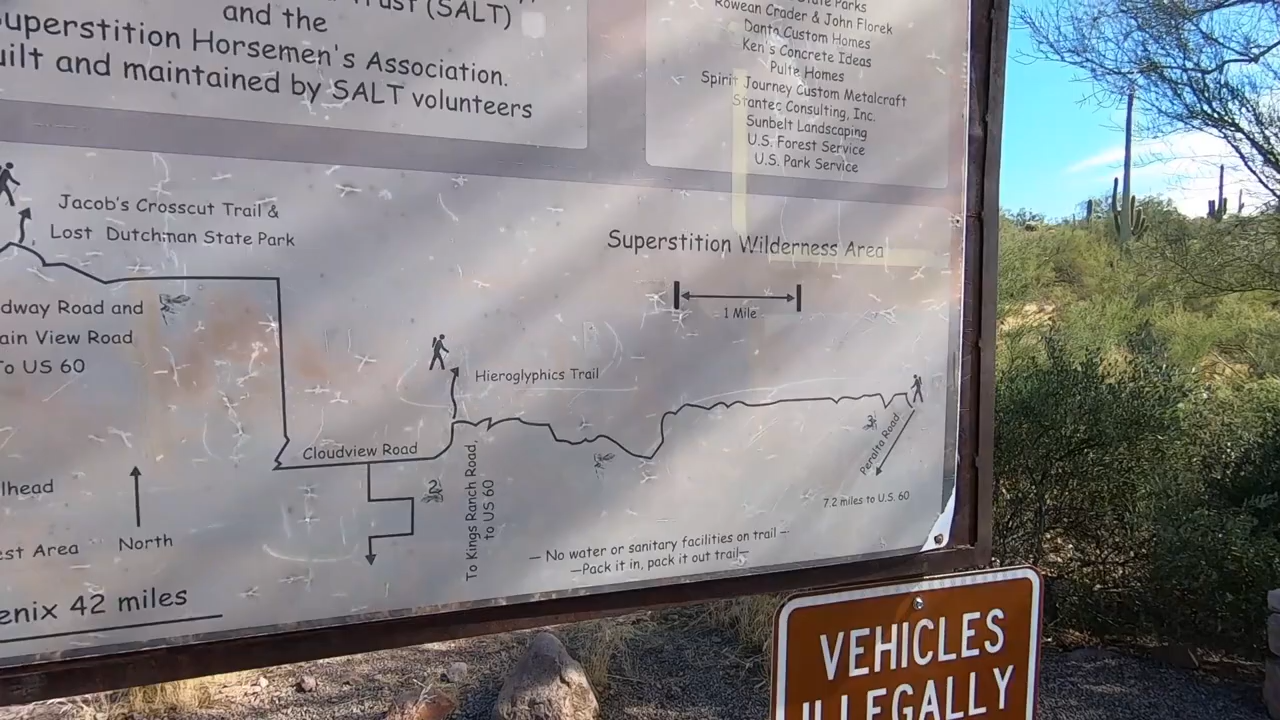 (SALT)
and the
Superstition Horsemen's Association.
and maintained by SALT volunteers
Parks
Rowean Crader & John Florek
Danta Custom Homes
Ken's Concrete Ideas
Pulte Homes
Spirit Journey Custom Metalcraft
Stantec Consulting, Inc.
Sunbelt Landscaping
U.S. Forest Service
U.S. Park Service
Jacob's Crosscut Trail &
Lost Dutchman State Park
Superstition Wilderness Area
1 Mile
dway Road and
ain View Road
To US 60
Hieroglyphics Trail
Cloudview Road
2
3
Peralta Road
7.2 miles to U.S. 60
To Kings Ranch Road,
to US 60
lhead
North
est Area
enix 42 miles
— No water or sanitary facilities on trail —
—Pack it in, pack it out trail—
VEHICLES
ILLEGALLY